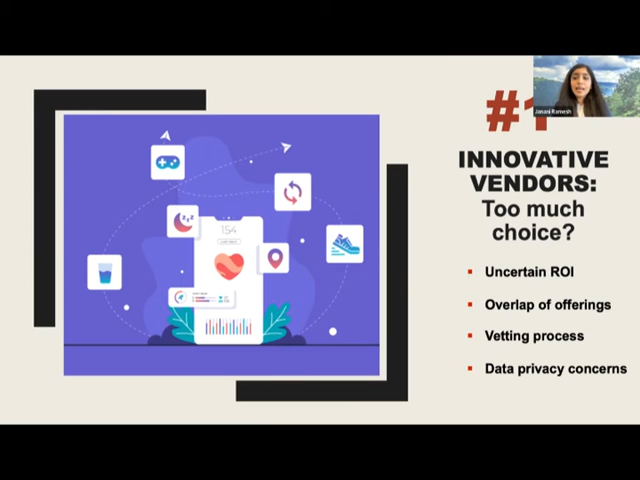 #1
Janani Ramesh
INNOVATIVE
VENDORS:
Too much
choice?
Uncertain ROI
Overlap of offerings
Vetting process
Data privacy concerns
154
zzz